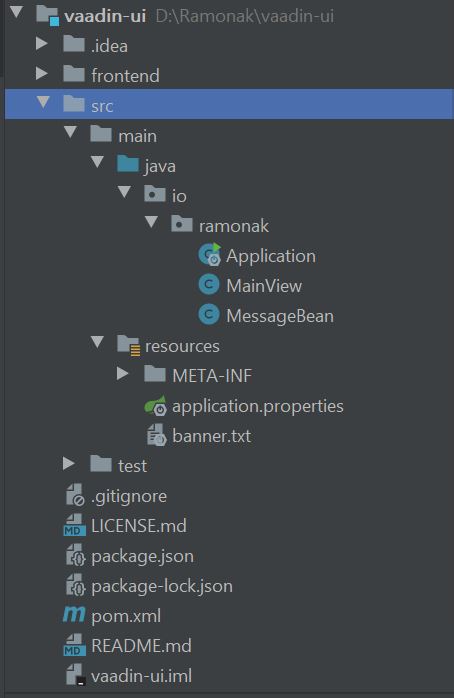 vaadin-ui D:\Ramonak\vaadin-ui
.idea
frontend
src
main
java
io
ramonak
Application
MainView
MessageBean
resources
META-INF
application.properties
banner.txt
test
.gitignore
LICENSE.md
package.json
package-lock.json
pom.xml
README.md
vaadin-ui.iml